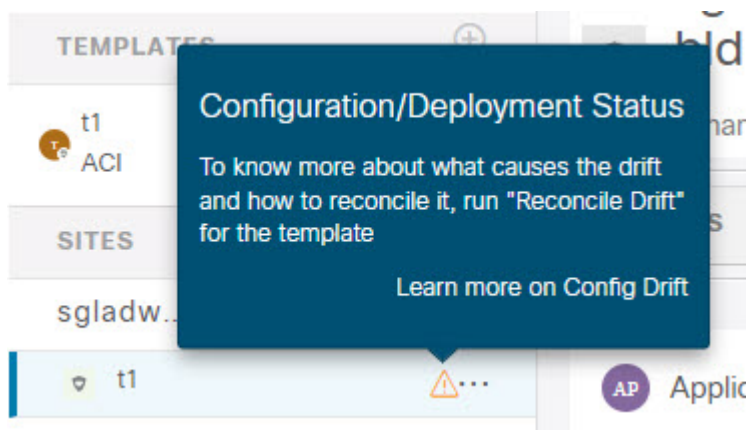 TEMPLATES
Configuration/Deployment Status
t1
ACI
To know more about what causes the drift
and how to reconcile it, run "Reconcile Drift"
for the template
SITES
Learn more on Config Drift
sgladw...
t1
...
AP
Applic